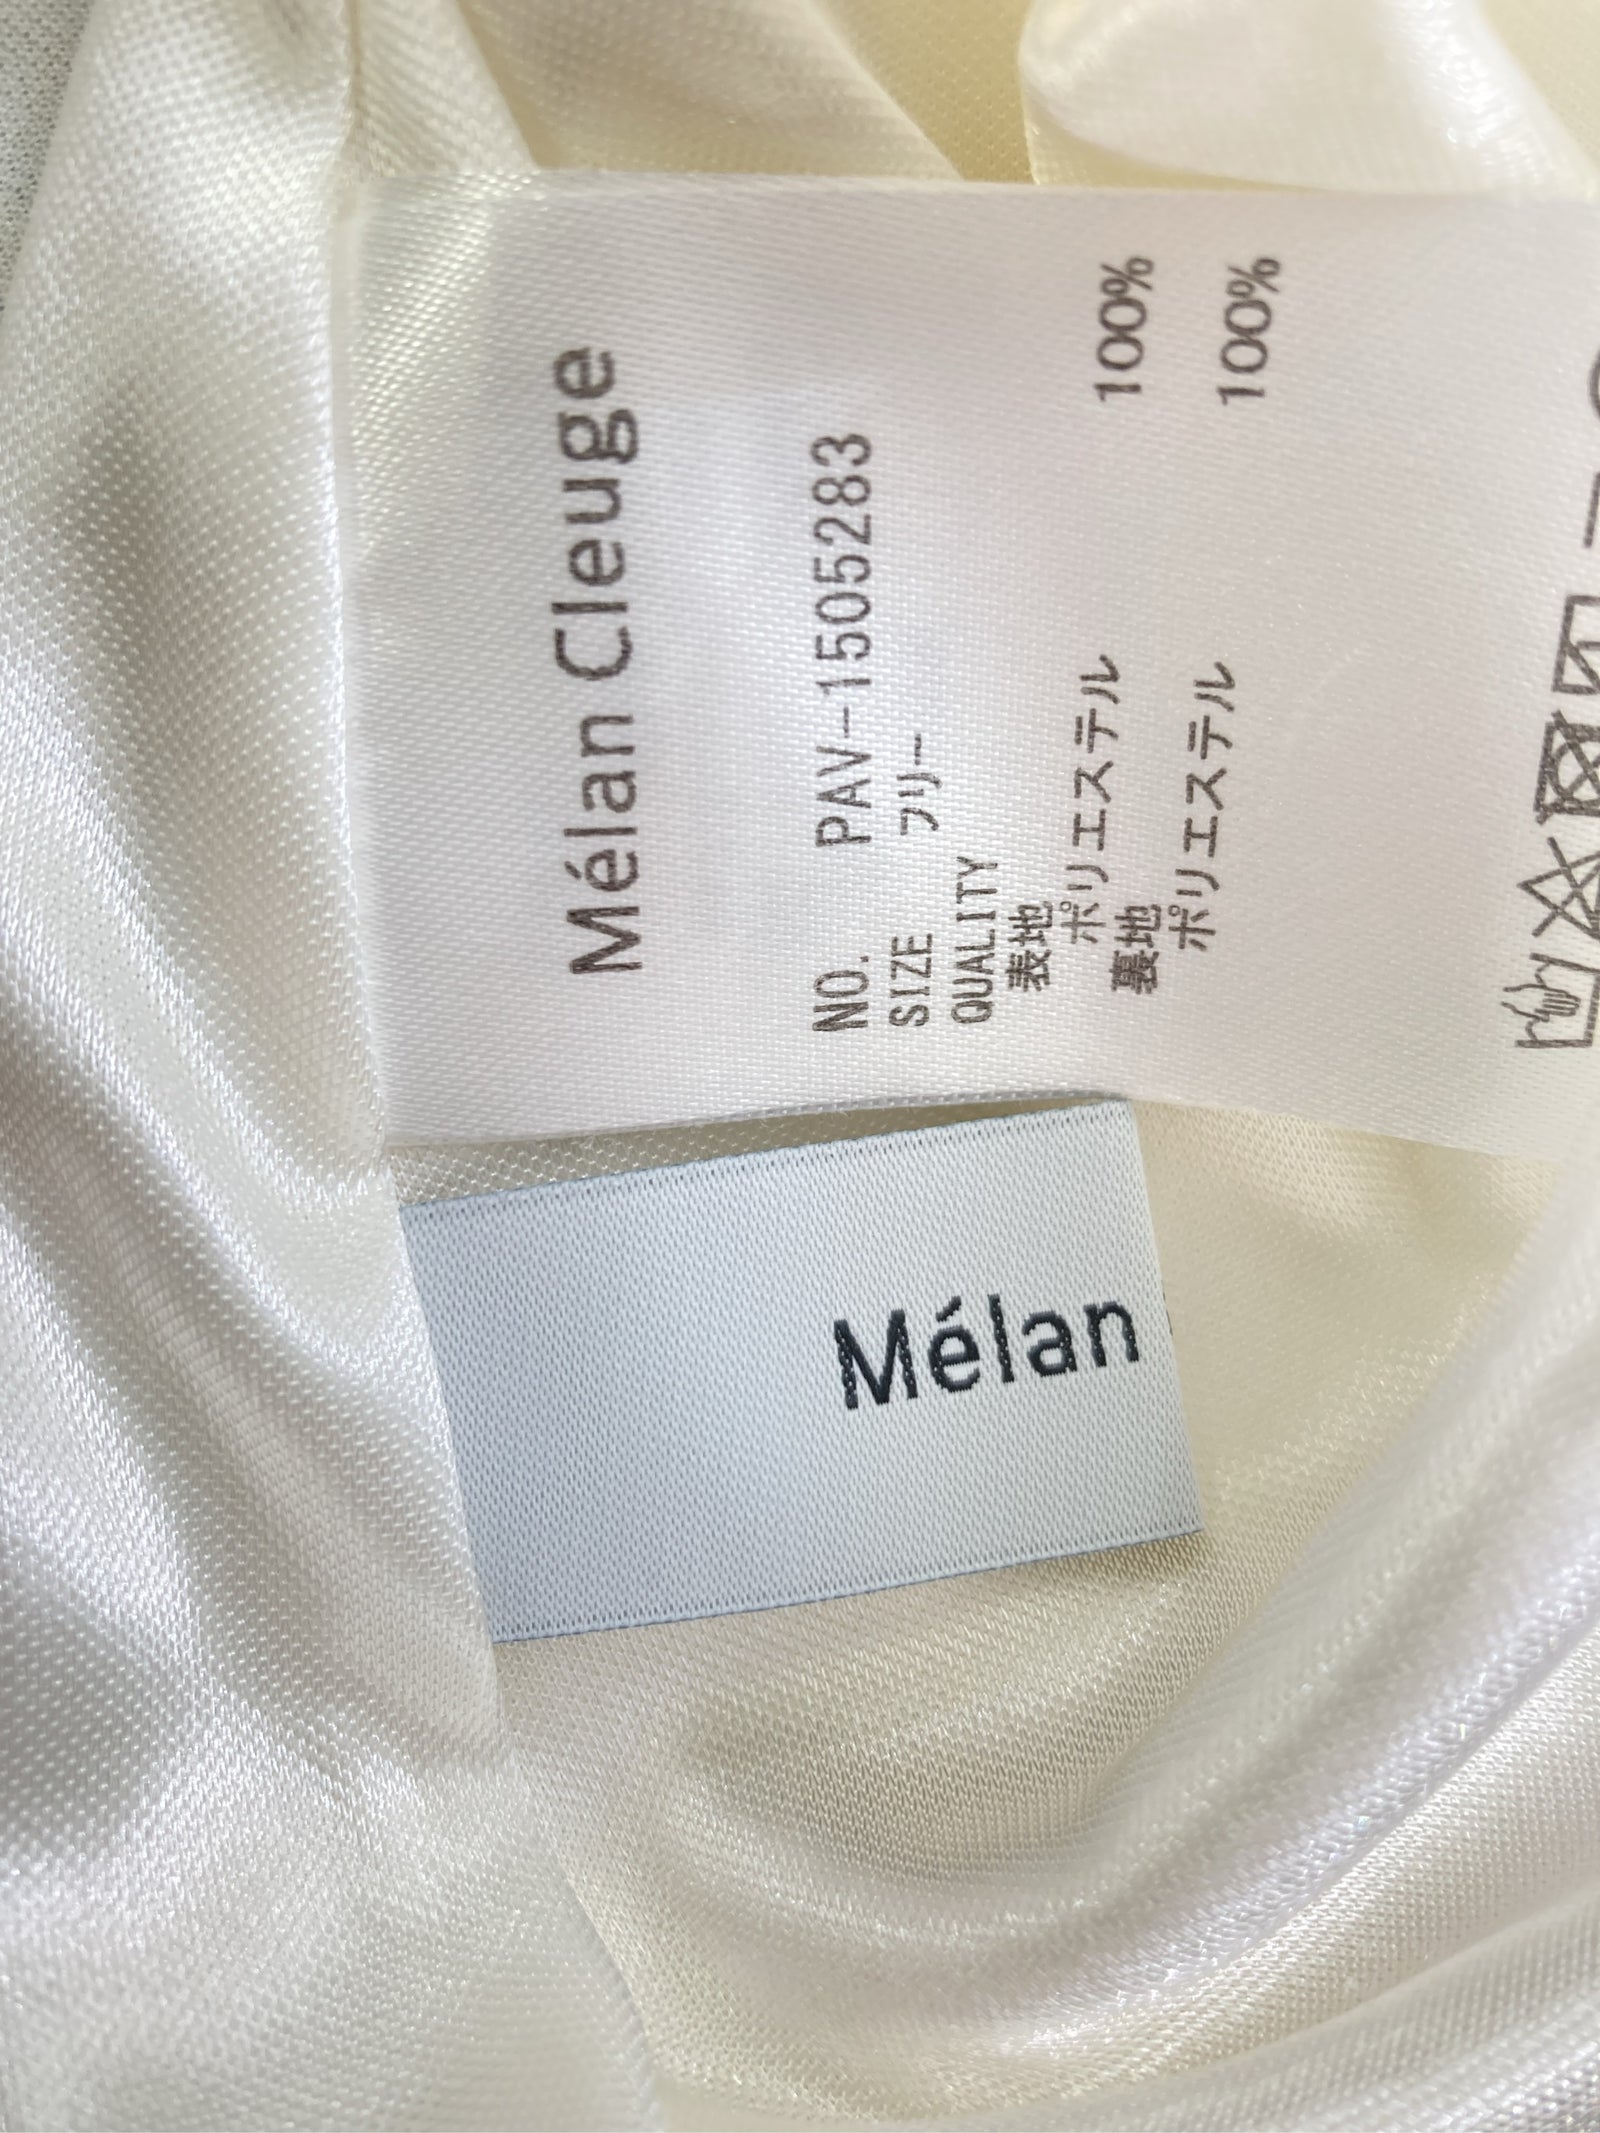 Mélan Cleuge
NO. PAV-1505283
SIZE フリー
QUALITY
表地
ポリエステル 100%
裏地
ポリエステル 100%
Mélan